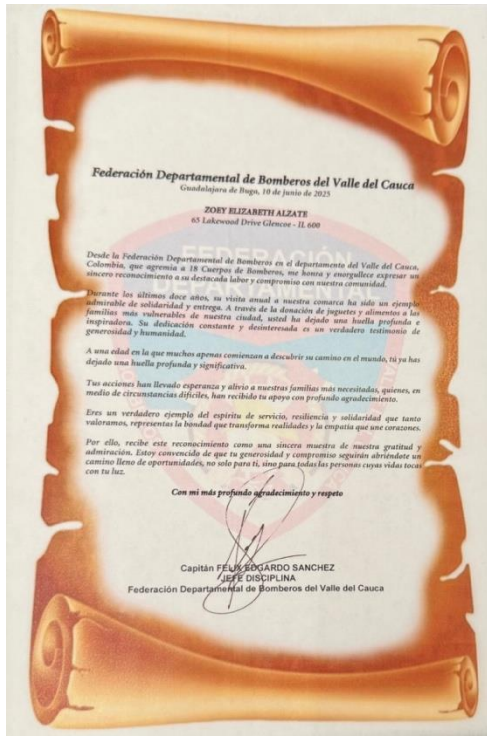 Federación Departamental de Bomberos del Valle del Cauca
Guadalajara de Buga, 10 de junio de 2025
ZOEY ELIZABETH ALZATE
65 Lakewood Drive Glencoe - IL 600
Desde la Federación Departamental de Bomberos en el departamento del Valle del Cauca,
Colombia, que agremia a 18 Cuerpos de Bomberos, me honra y enorgullece expresar un
sincero reconocimiento a su destacada labor y compromiso con nuestra comunidad.
Durante los últimos doce años, su visita anual a nuestra comarca ha sido un ejemplo
admirable de solidaridad y entrega. A través de la donación de juguetes y alimentos a las
familias más vulnerables de nuestra ciudad, usted ha dejado una huella profunda e
inspiradora. Su dedicación constante y desinteresada es un verdadero testimonio de
generosidad y humanidad.
A una edad en la que muchos apenas comienzan a descubrir su camino en el mundo, tú ya has
dejado una huella profunda y significativa.
Tus acciones han llevado esperanza y alivio a nuestras familias más necesitadas, quienes, en
medio de circunstancias difíciles, han recibido tu apoyo con profundo agradecimiento.
Eres un verdadero ejemplo del espíritu de servicio, resiliencia y solidaridad que tanto
valoramos, representas la bondad que transforma realidades y la empatía que une corazones.
Por ello, recibe este reconocimiento como una sincera muestra de nuestra gratitud y
admiración. Estoy convencido de que tu generosidad y compromiso seguirán abriéndote un
camino lleno de oportunidades, no solo para ti, sino para todas las personas cuyas vidas tocas
con tu luz.
Con mi más profundo agradecimiento y respeto
Capitán FÉLIX EDGARDO SANCHEZ
JEFE DISCIPLINA
Federación Departamental de Bomberos del Valle del Cauca